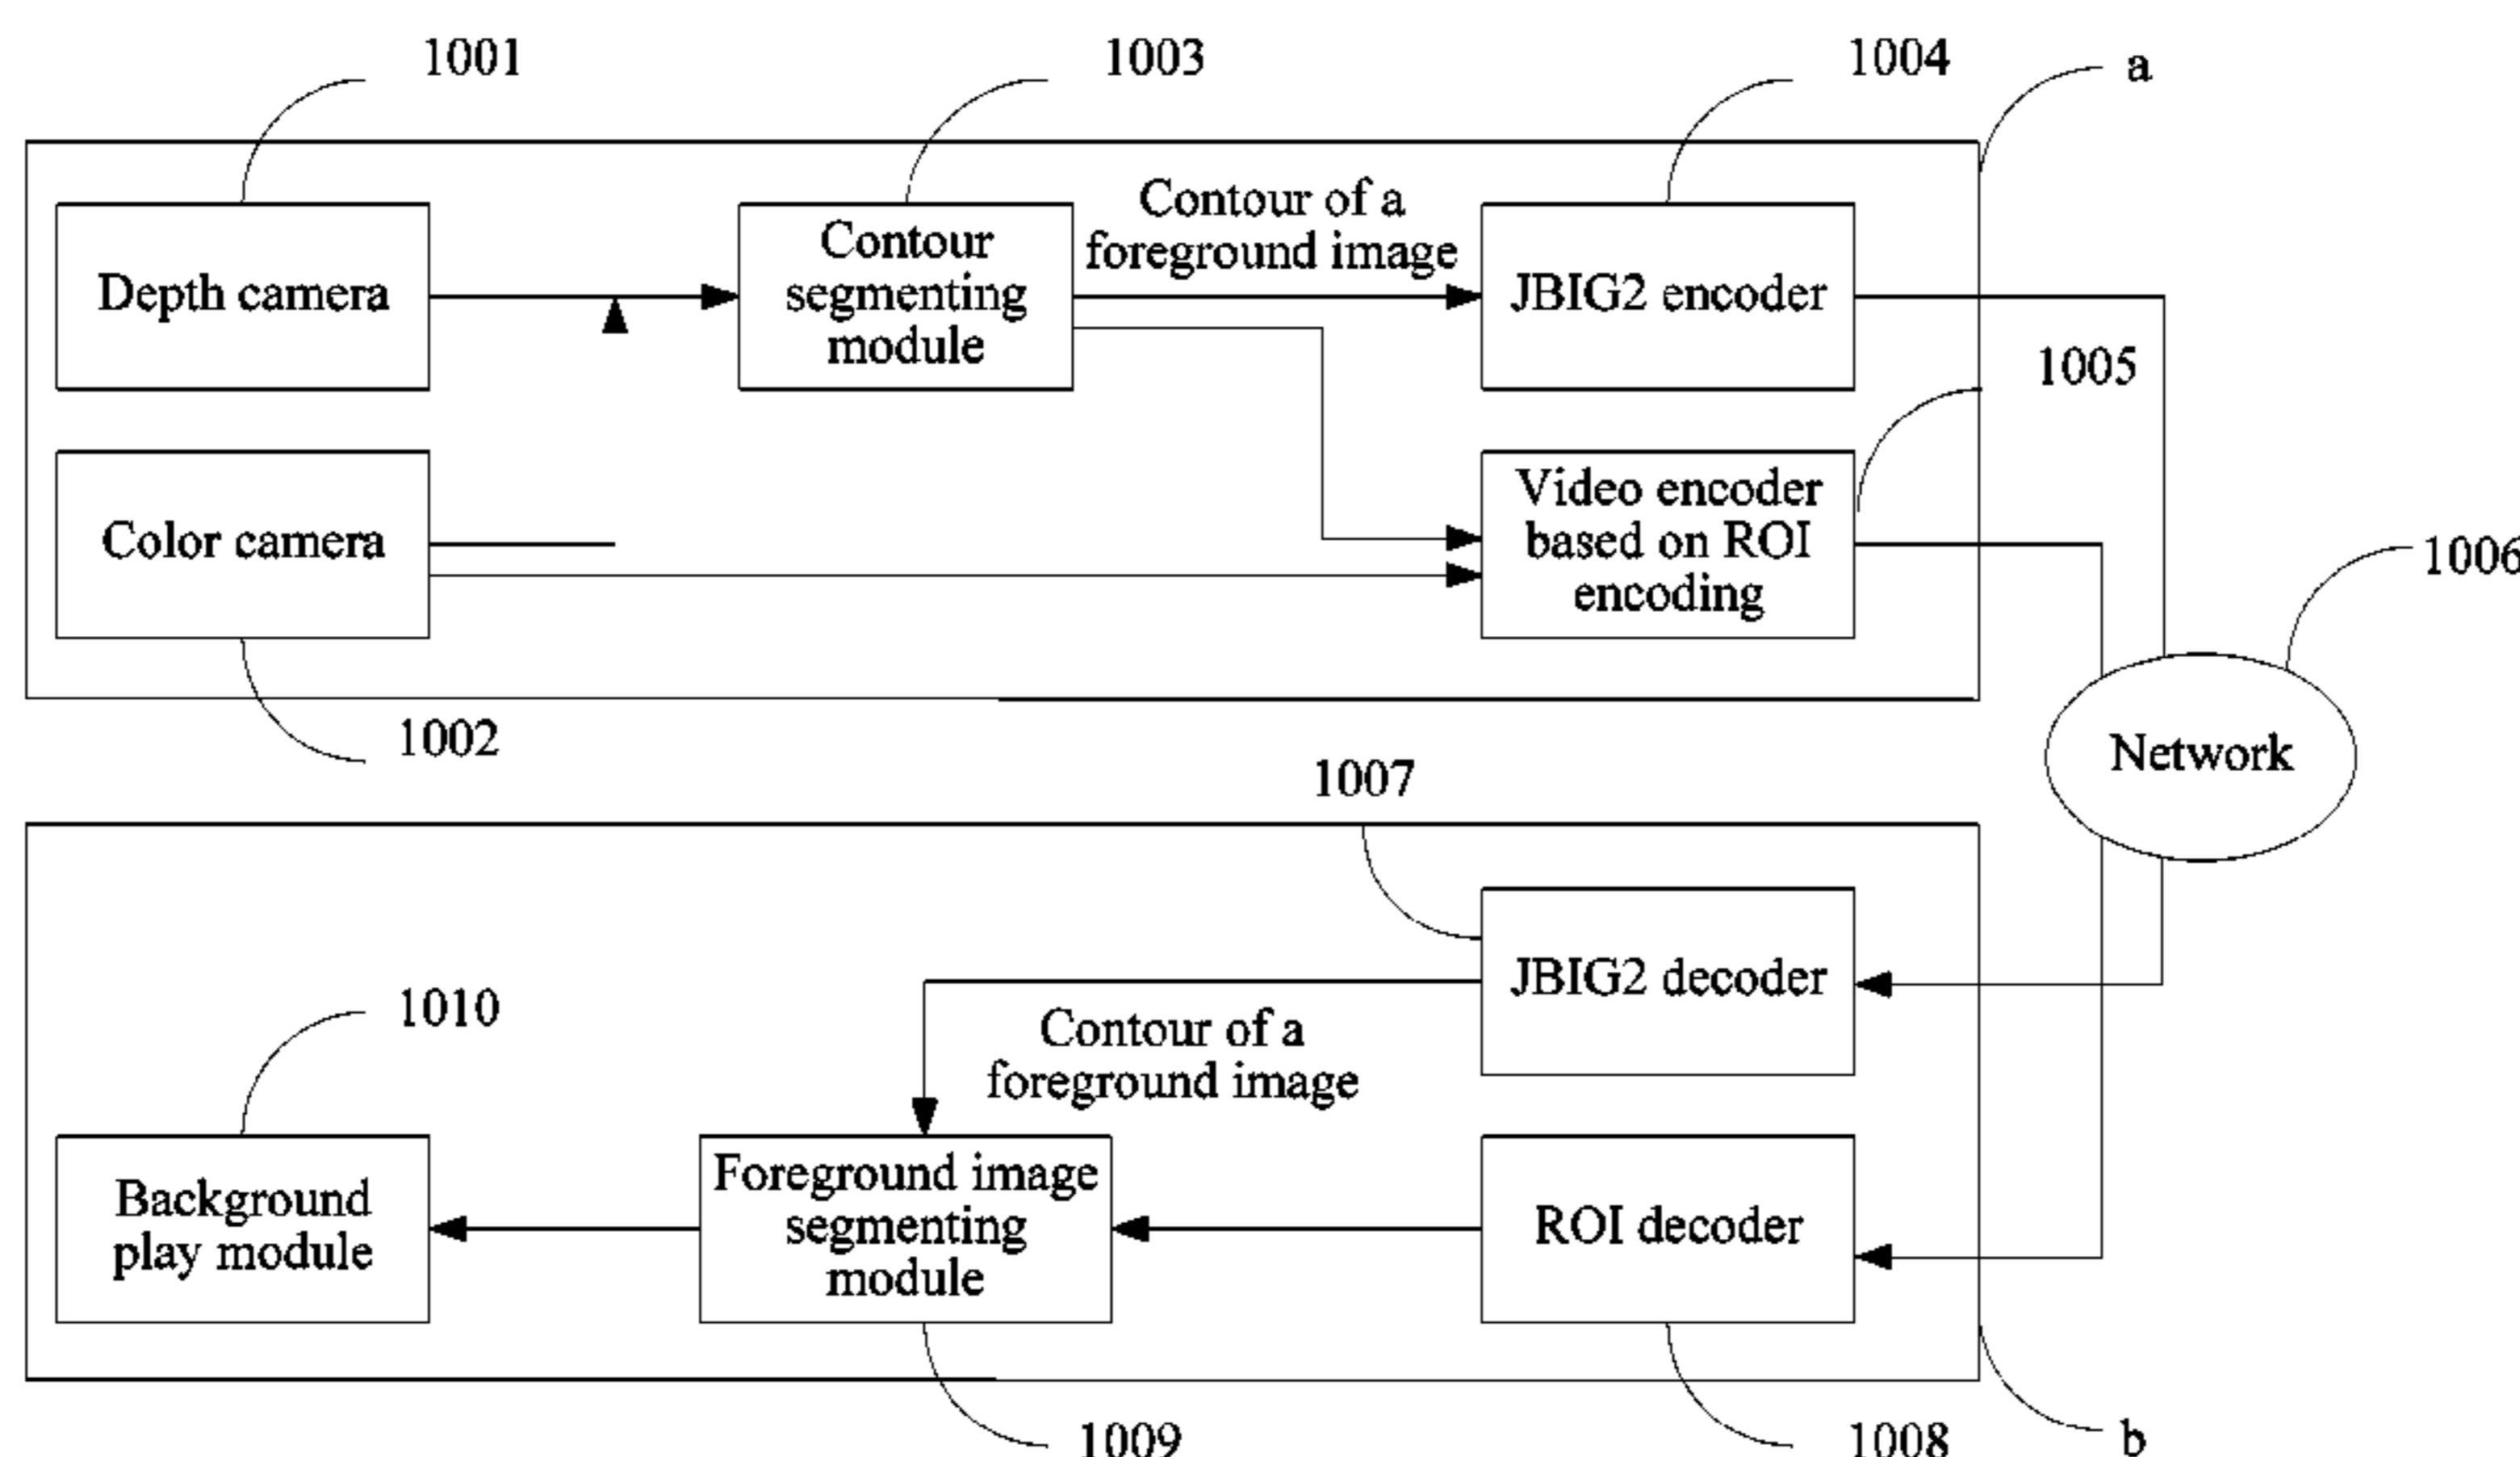 1001
1003
1004
a
Depth camera
Contour
segmenting
module
Contour of a
foreground image
JBIG2 encoder
1005
Color camera
Video encoder
based on ROI
encoding
1006
1002
Network
1007
JBIG2 decoder
1010
Contour of a
foreground image
Background
play module
Foreground image
segmenting
module
ROI decoder
1009
1008
b